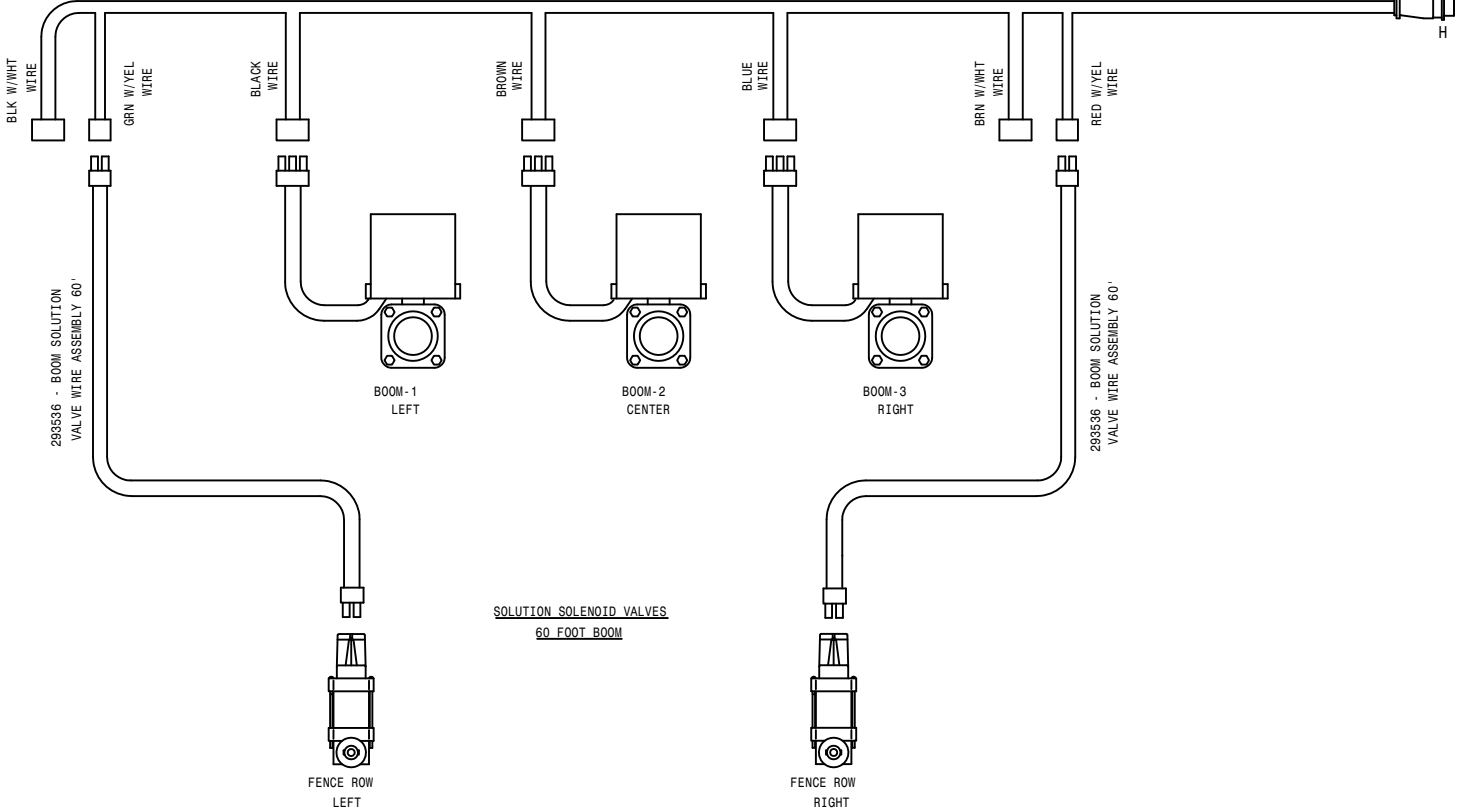 H
BLK W/WHT
WIRE
GRN W/YEL
WIRE
BLACK
WIRE
BROWN
WIRE
BLUE
WIRE
BRN W/WHT
WIRE
RED W/YEL
WIRE
293536 - BOOM SOLUTION
VALVE WIRE ASSEMBLY 60'
BOOM-1
LEFT
BOOM-2
CENTER
BOOM-3
RIGHT
293536 - BOOM SOLUTION
VALVE WIRE ASSEMBLY 60'
SOLUTION SOLENOID VALVES
60 FOOT BOOM
FENCE ROW
LEFT
FENCE ROW
RIGHT